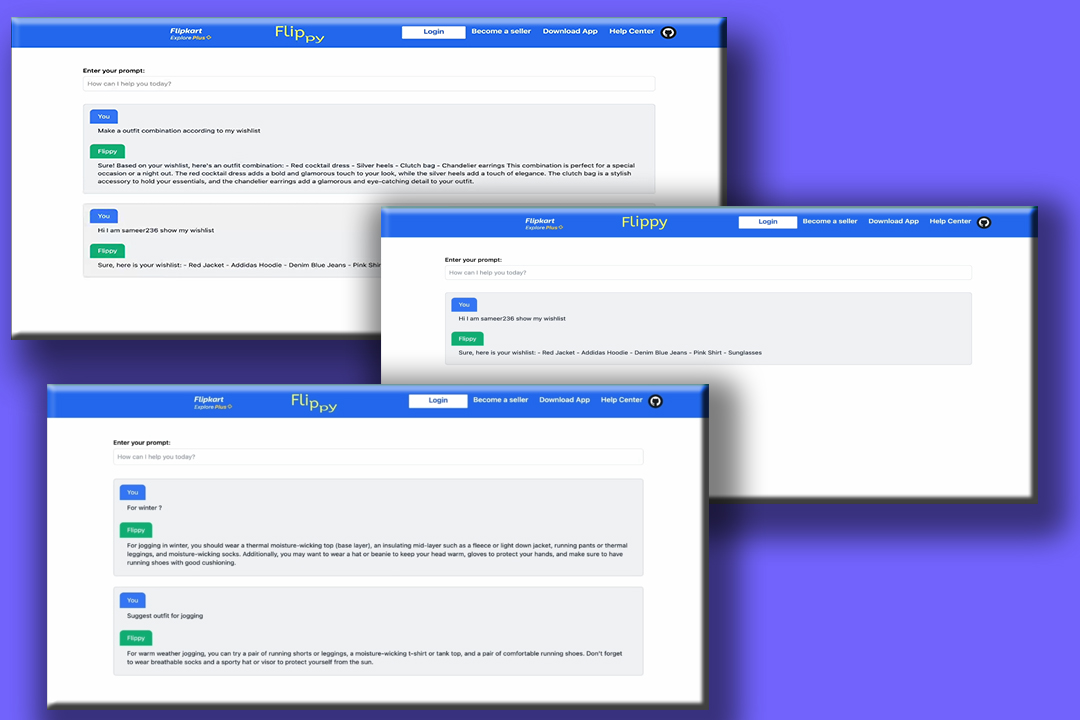 Flipkart
Explore Plus
Flippy
Login
Become a seller
Download App
Help Center
Enter your prompt:
How can I help you today?
You
Make a outfit combination according to my wishlist
Flippy
Sure! Based on your wishlist, here's an outfit combination: - Red cocktail dress - Silver heels - Clutch bag - Chandelier earrings This combination is perfect for a special
occasion or a night out. The red cocktail dress adds a bold and glamorous touch to your look, while the silver heels add a touch of elegance. The clutch bag is a stylish
accessory to hold your essentials, and the chandelier earrings add a glamorous and eye-catching detail to your outfit.
You
Hi I am sameer236 show my wishlist
Flippy
Sure, here is your wishlist: - Red Jacket - Addidas Hoodie - Denim Blue Jeans - Pink Shir
Flipkart
Explore Plus
Flippy
Login
Become a seller
Download App
Help Center
Enter your prompt:
How can I help you today?
You
Hi I am sameer236 show my wishlist
Flippy
Sure, here is your wishlist: - Red Jacket - Addidas Hoodie - Denim Blue Jeans - Pink Shirt - Sunglasses
Flipkart
Explore Plus
Flippy
Login
Become a seller
Download App
Help Center
Enter your prompt:
How can I help you today?
You
For winter ?
Flippy
For jogging in winter, you should wear a thermal moisture-wicking top (base layer), an insulating mid-layer such as a fleece or light down jacket, running pants or thermal
leggings, and moisture-wicking socks. Additionally, you may want to wear a hat or beanie to keep your head warm, gloves to protect your hands, and make sure to have
running shoes with good cushioning.
You
Suggest outfit for jogging
Flippy
For warm weather jogging, you can try a pair of running shorts or leggings, a moisture-wicking t-shirt or tank top, and a pair of comfortable running shoes. Don't forget
to wear breathable socks and a sporty hat or visor to protect yourself from the sun.